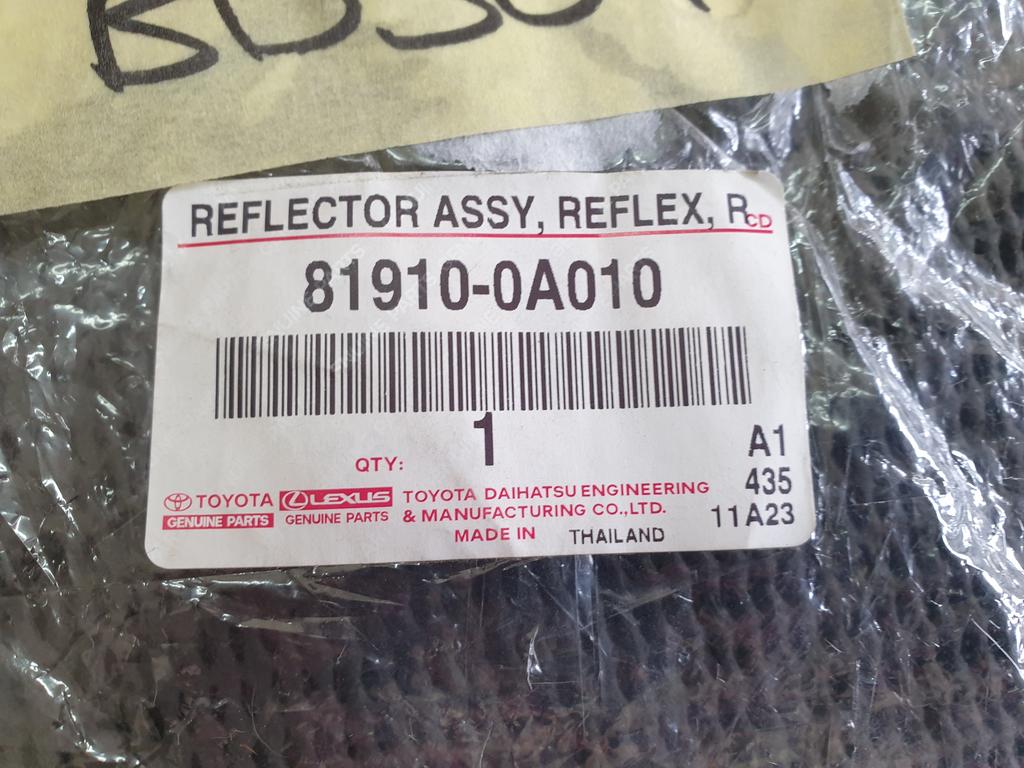 REFLECTOR ASSY, REFLEX, R
CD
81910-0A010
1
QTY:
A1
435
11A23
TOYOTA
GENUINE PARTS
LEXUS
GENUINE PARTS
TOYOTA DAIHATSU ENGINEERING
& MANUFACTURING CO.,LTD.
MADE IN THAILAND